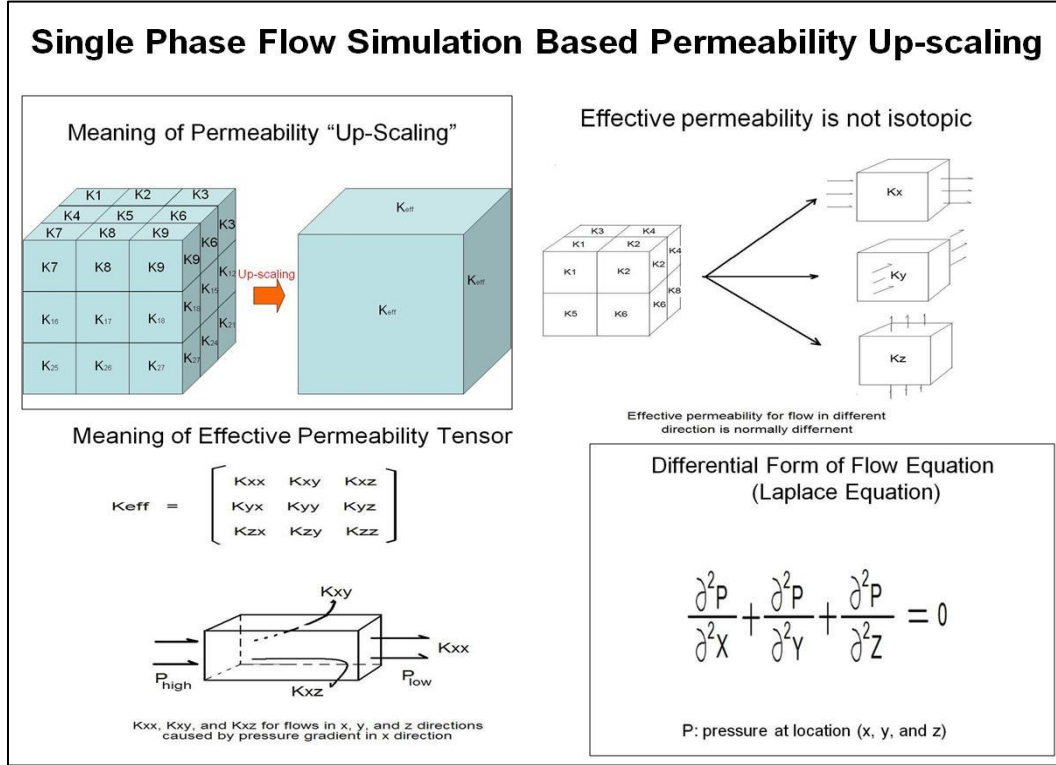 Single Phase Flow Simulation Based Permeability Up-scaling
Meaning of Permeability “Up-Scaling”
K1 K2 K3
K4 K5 K6
K7 K8 K9
K7 K8 K9
K16 K17 K18
K25 K26 K27
K9 K6 K3
K18 K15 K12
K27 K24 K21
Up-scaling
Keff
Keff
Keff
Effective permeability is not isotopic
K3 K4
K1 K2
K1 K2
K5 K6
K2 K4
K6 K8
Kx
Ky
Kz
Effective permeability for flow in different
direction is normally differnent
Meaning of Effective Permeability Tensor
Keff =
Kxx Kxy Kxz
Kyx Kyy Kyz
Kzx Kzy Kzz
Kxy
Kxx
Phigh
Plow
Kxz
Kxx, Kxy, and Kxz for flows in x, y, and z directions
caused by pressure gradient in x direction
Differential Form of Flow Equation
(Laplace Equation)
∂²P/∂²X + ∂²P/∂²Y + ∂²P/∂²Z = 0
P: pressure at location (x, y, and z)